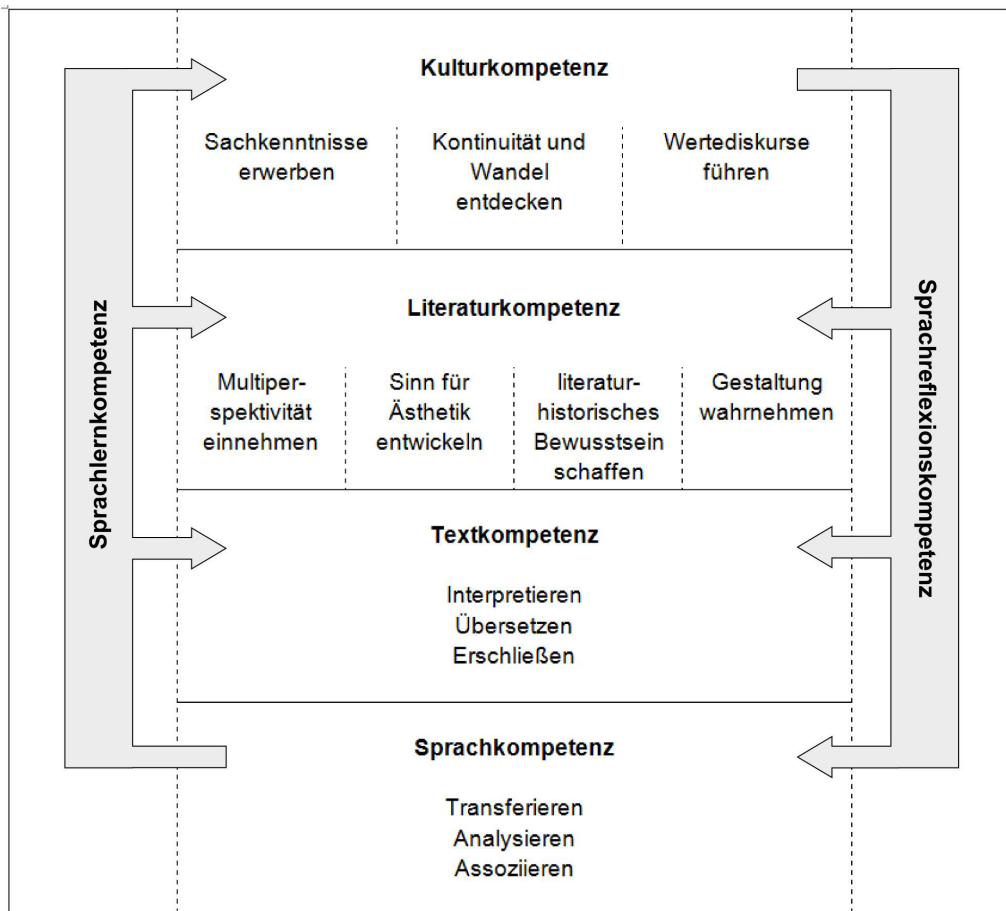 Kulturkompetenz
Sachkenntnisse
erwerben
Kontinuität und
Wandel
entdecken
Wertediskurse
führen
Literaturkompetenz
Multiper-
spektivität
einnehmen
Sinn für
Ästhetik
entwickeln
literatur-
historisches
Bewusstsein
schaffen
Gestaltung
wahrnehmen
Textkompetenz
Interpretieren
Übersetzen
Erschließen
Sprachkompetenz
Transferieren
Analysieren
Assoziieren
Sprachlernkompetenz
Sprachreflexionskompetenz